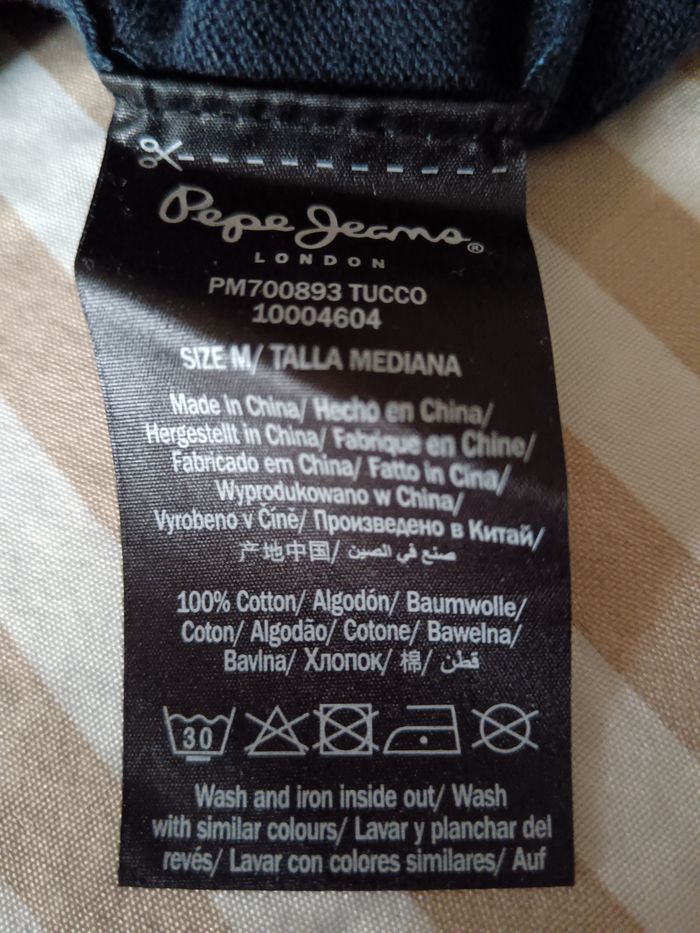 Pepe Jeans®
LONDON
PM700893 TUCCO
10004604
SIZE M/ TALLA MEDIANA
Made in China/ Hecho en China/
Hergestellt in China/ Fabrique en Chine/
Fabricado em China/ Fatto in Cina/
Wyprodukowano w China/
Vyrobeno v Číně/ Произведено в Китай/
产地中国/ صنع في الصين
100% Cotton/ Algodón/ Baumwolle/
Coton/ Algodão/ Cotone/ Bawelna/
Bavlna/ Хлопок/ 棉/ قطن
30
Wash and iron inside out/ Wash
with similar colours/ Lavar y planchar del
revés/ Lavar con colores similares/ Auf